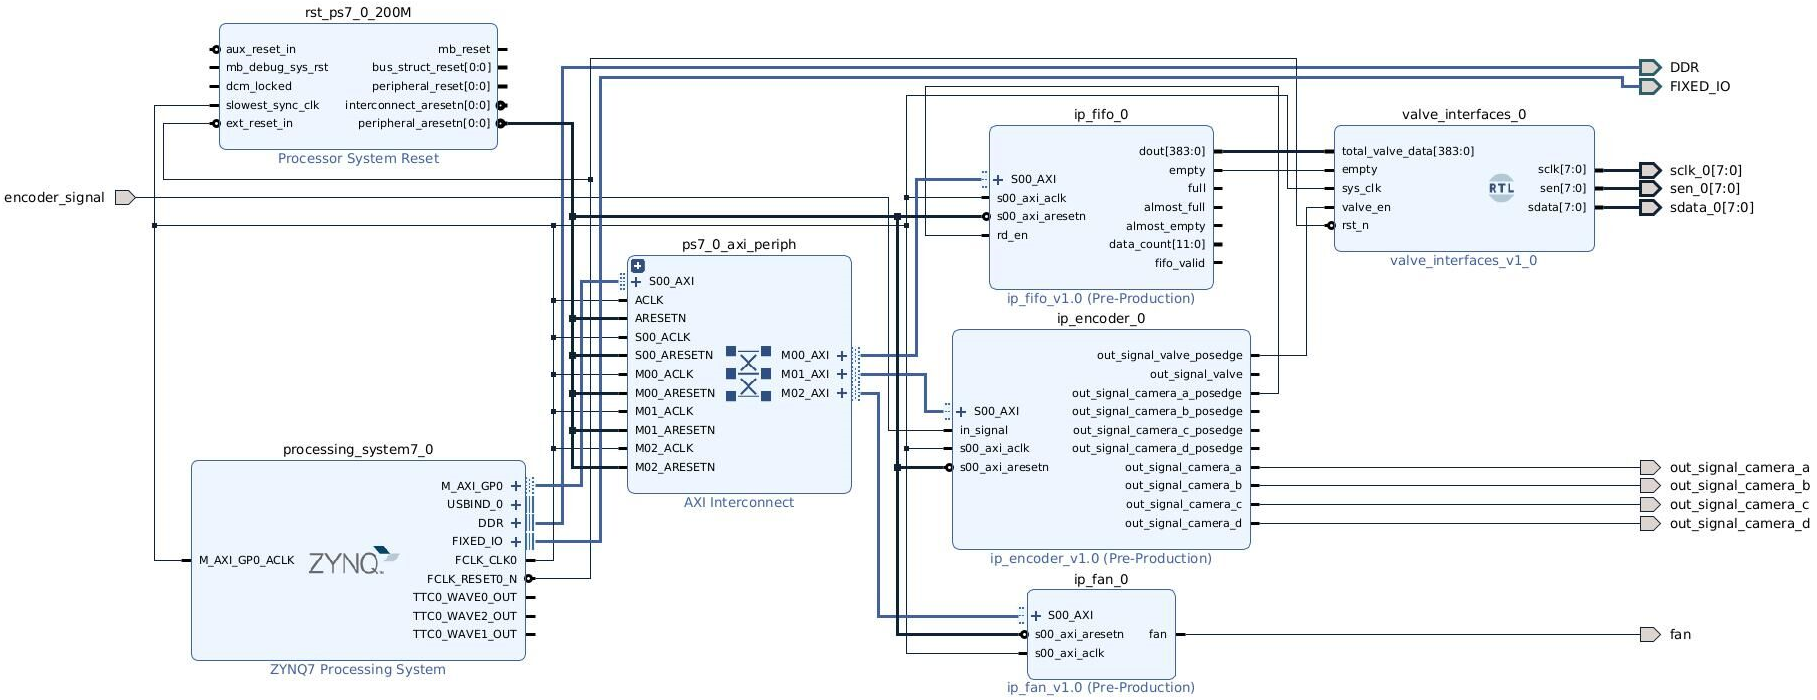 rst_ps7_0_200M
aux_reset_in
mb_debug_sys_rst
dcm_locked
slowest_sync_clk
ext_reset_in
mb_reset
bus_struct_reset[0:0]
peripheral_reset[0:0]
interconnect_aresetn[0:0]
peripheral_aresetn[0:0]
Processor System Reset
encoder_signal
DDR
FIXED_IO
ip_fifo_0
S00_AXI
s00_axi_aclk
s00_axi_aresetn
rd_en
dout[383:0]
empty
full
almost_full
almost_empty
data_count[11:0]
fifo_valid
ip_fifo_v1.0 (Pre-Production)
valve_interfaces_0
total_valve_data[383:0]
empty
sys_clk
valve_en
rst_n
RTL
sclk[7:0]
sen[7:0]
sdata[7:0]
valve_interfaces_v1_0
sclk_0[7:0]
sen_0[7:0]
sdata_0[7:0]
ps7_0_axi_periph
S00_AXI
ACLK
ARESETN
S00_ACLK
S00_ARESETN
M00_ACLK
M00_ARESETN
M01_ACLK
M01_ARESETN
M02_ACLK
M02_ARESETN
M00_AXI
M01_AXI
M02_AXI
AXI Interconnect
ip_encoder_0
S00_AXI
in_signal
s00_axi_aclk
s00_axi_aresetn
out_signal_valve_posedge
out_signal_valve
out_signal_camera_a_posedge
out_signal_camera_b_posedge
out_signal_camera_c_posedge
out_signal_camera_d_posedge
out_signal_camera_a
out_signal_camera_b
out_signal_camera_c
out_signal_camera_d
ip_encoder_v1.0 (Pre-Production)
out_signal_camera_a
out_signal_camera_b
out_signal_camera_c
out_signal_camera_d
processing_system7_0
M_AXI_GP0_ACLK
ZYNQ
M_AXI_GP0
USBIND_0
DDR
FIXED_IO
FCLK_CLK0
FCLK_RESET0_N
TTC0_WAVE0_OUT
TTC0_WAVE2_OUT
TTC0_WAVE1_OUT
ZYNQ7 Processing System
ip_fan_0
S00_AXI
s00_axi_aresetn
s00_axi_aclk
fan
ip_fan_v1.0 (Pre-Production)
fan